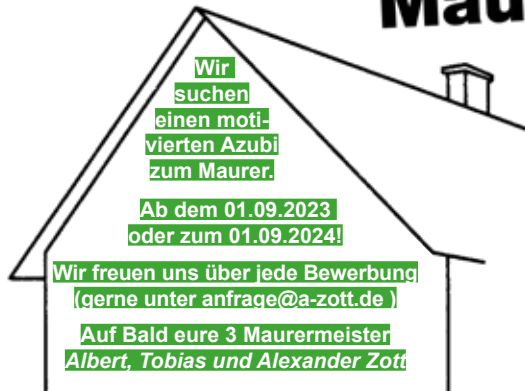 Mau
Wir
suchen
einen moti-
vierten Azubi
zum Maurer.
Ab dem 01.09.2023
oder zum 01.09.2024!
Wir freuen uns über jede Bewerbung
(gerne unter anfrage@a-zott.de )
Auf Bald eure 3 Maurermeister
Albert, Tobias und Alexander Zott